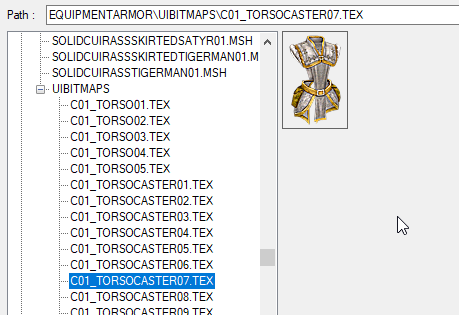 Path : EQUIPMENTARMOR\UIBITMAPS\C01_TORSOCASTER07.TEX
SOLIDCUIRASSSKIRTEDSATYR01.MSH
SOLIDCUIRASSSKIRTEDTIGERMAN01.M
SOLIDCUIRASSTIGERMAN01.MSH
UIBITMAPS
C01_TORSO01.TEX
C01_TORSO02.TEX
C01_TORSO03.TEX
C01_TORSO04.TEX
C01_TORSO05.TEX
C01_TORSOCASTER01.TEX
C01_TORSOCASTER02.TEX
C01_TORSOCASTER03.TEX
C01_TORSOCASTER04.TEX
C01_TORSOCASTER05.TEX
C01_TORSOCASTER06.TEX
C01_TORSOCASTER07.TEX
C01_TORSOCASTER08.TEX
C01_TORSOCASTER09.TEX